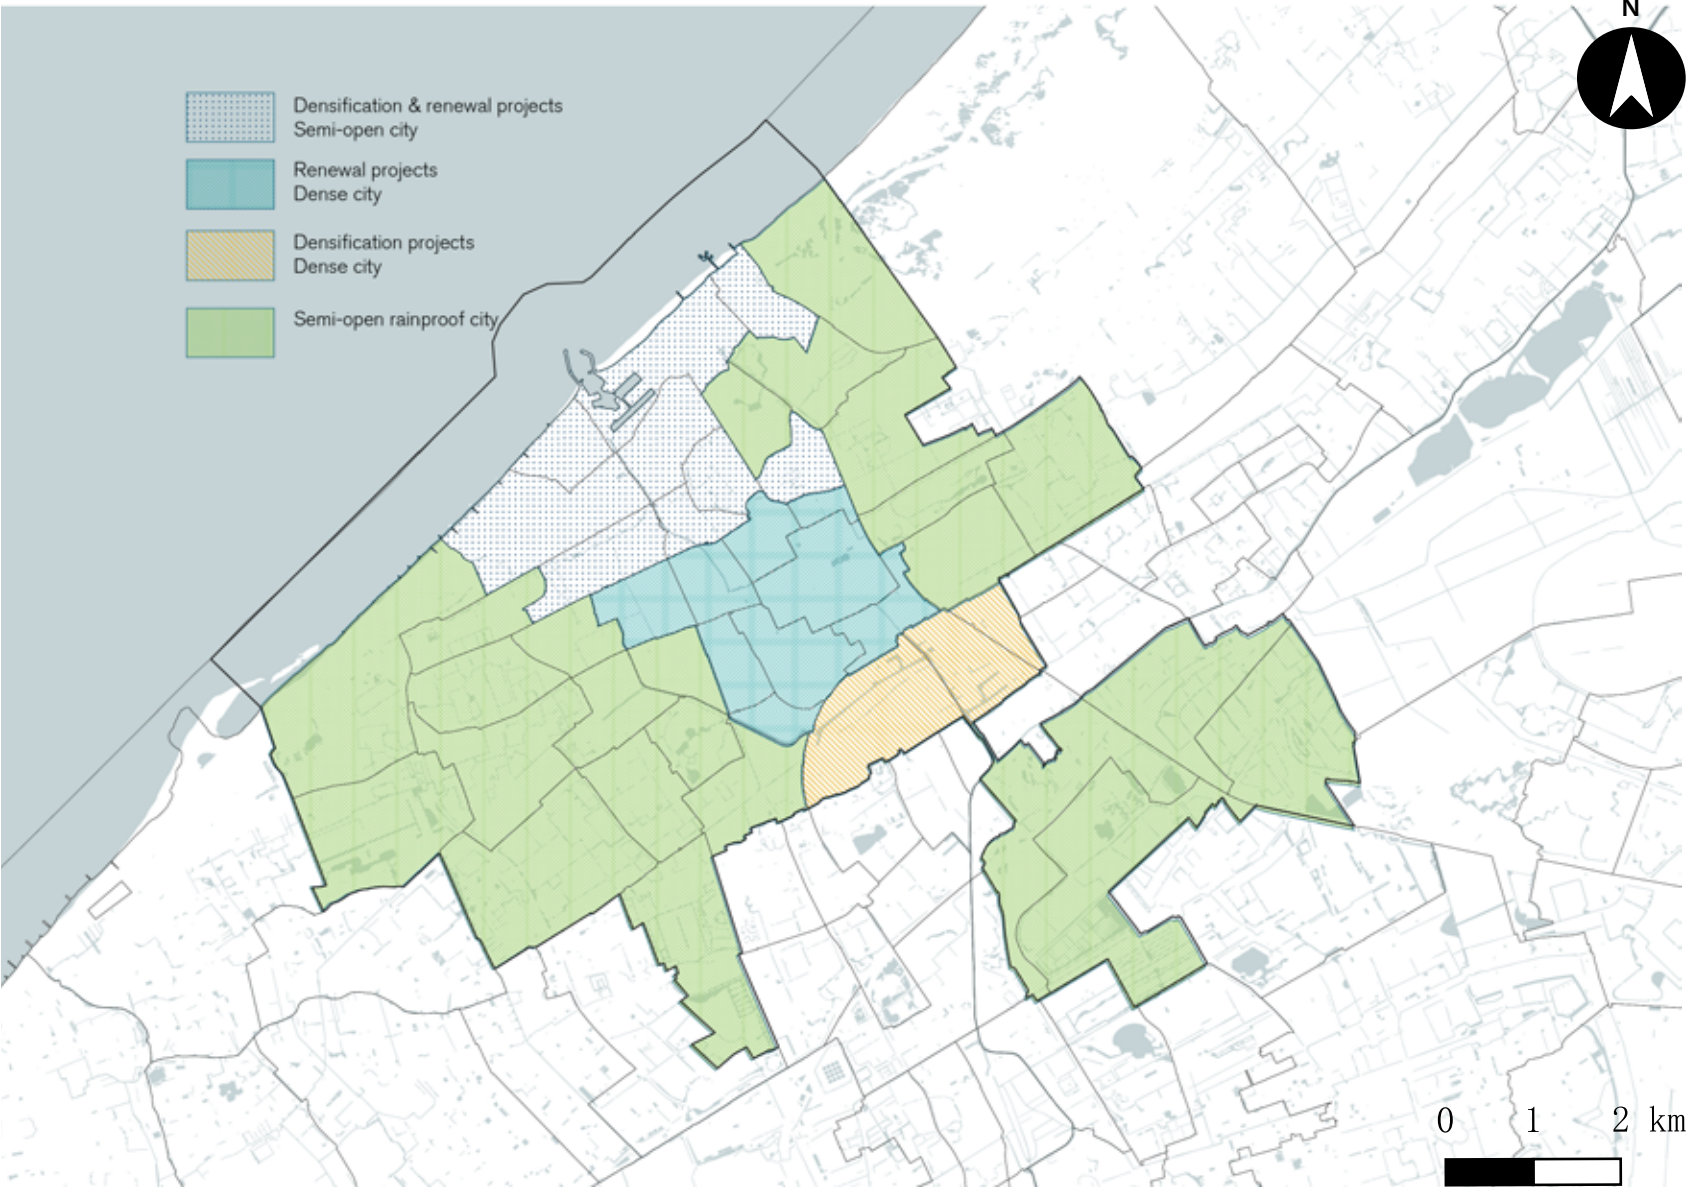 N
Densification & renewal projects
Semi-open city
Renewal projects
Dense city
Densification projects
Dense city
Semi-open rainproof city
0 1 2 km